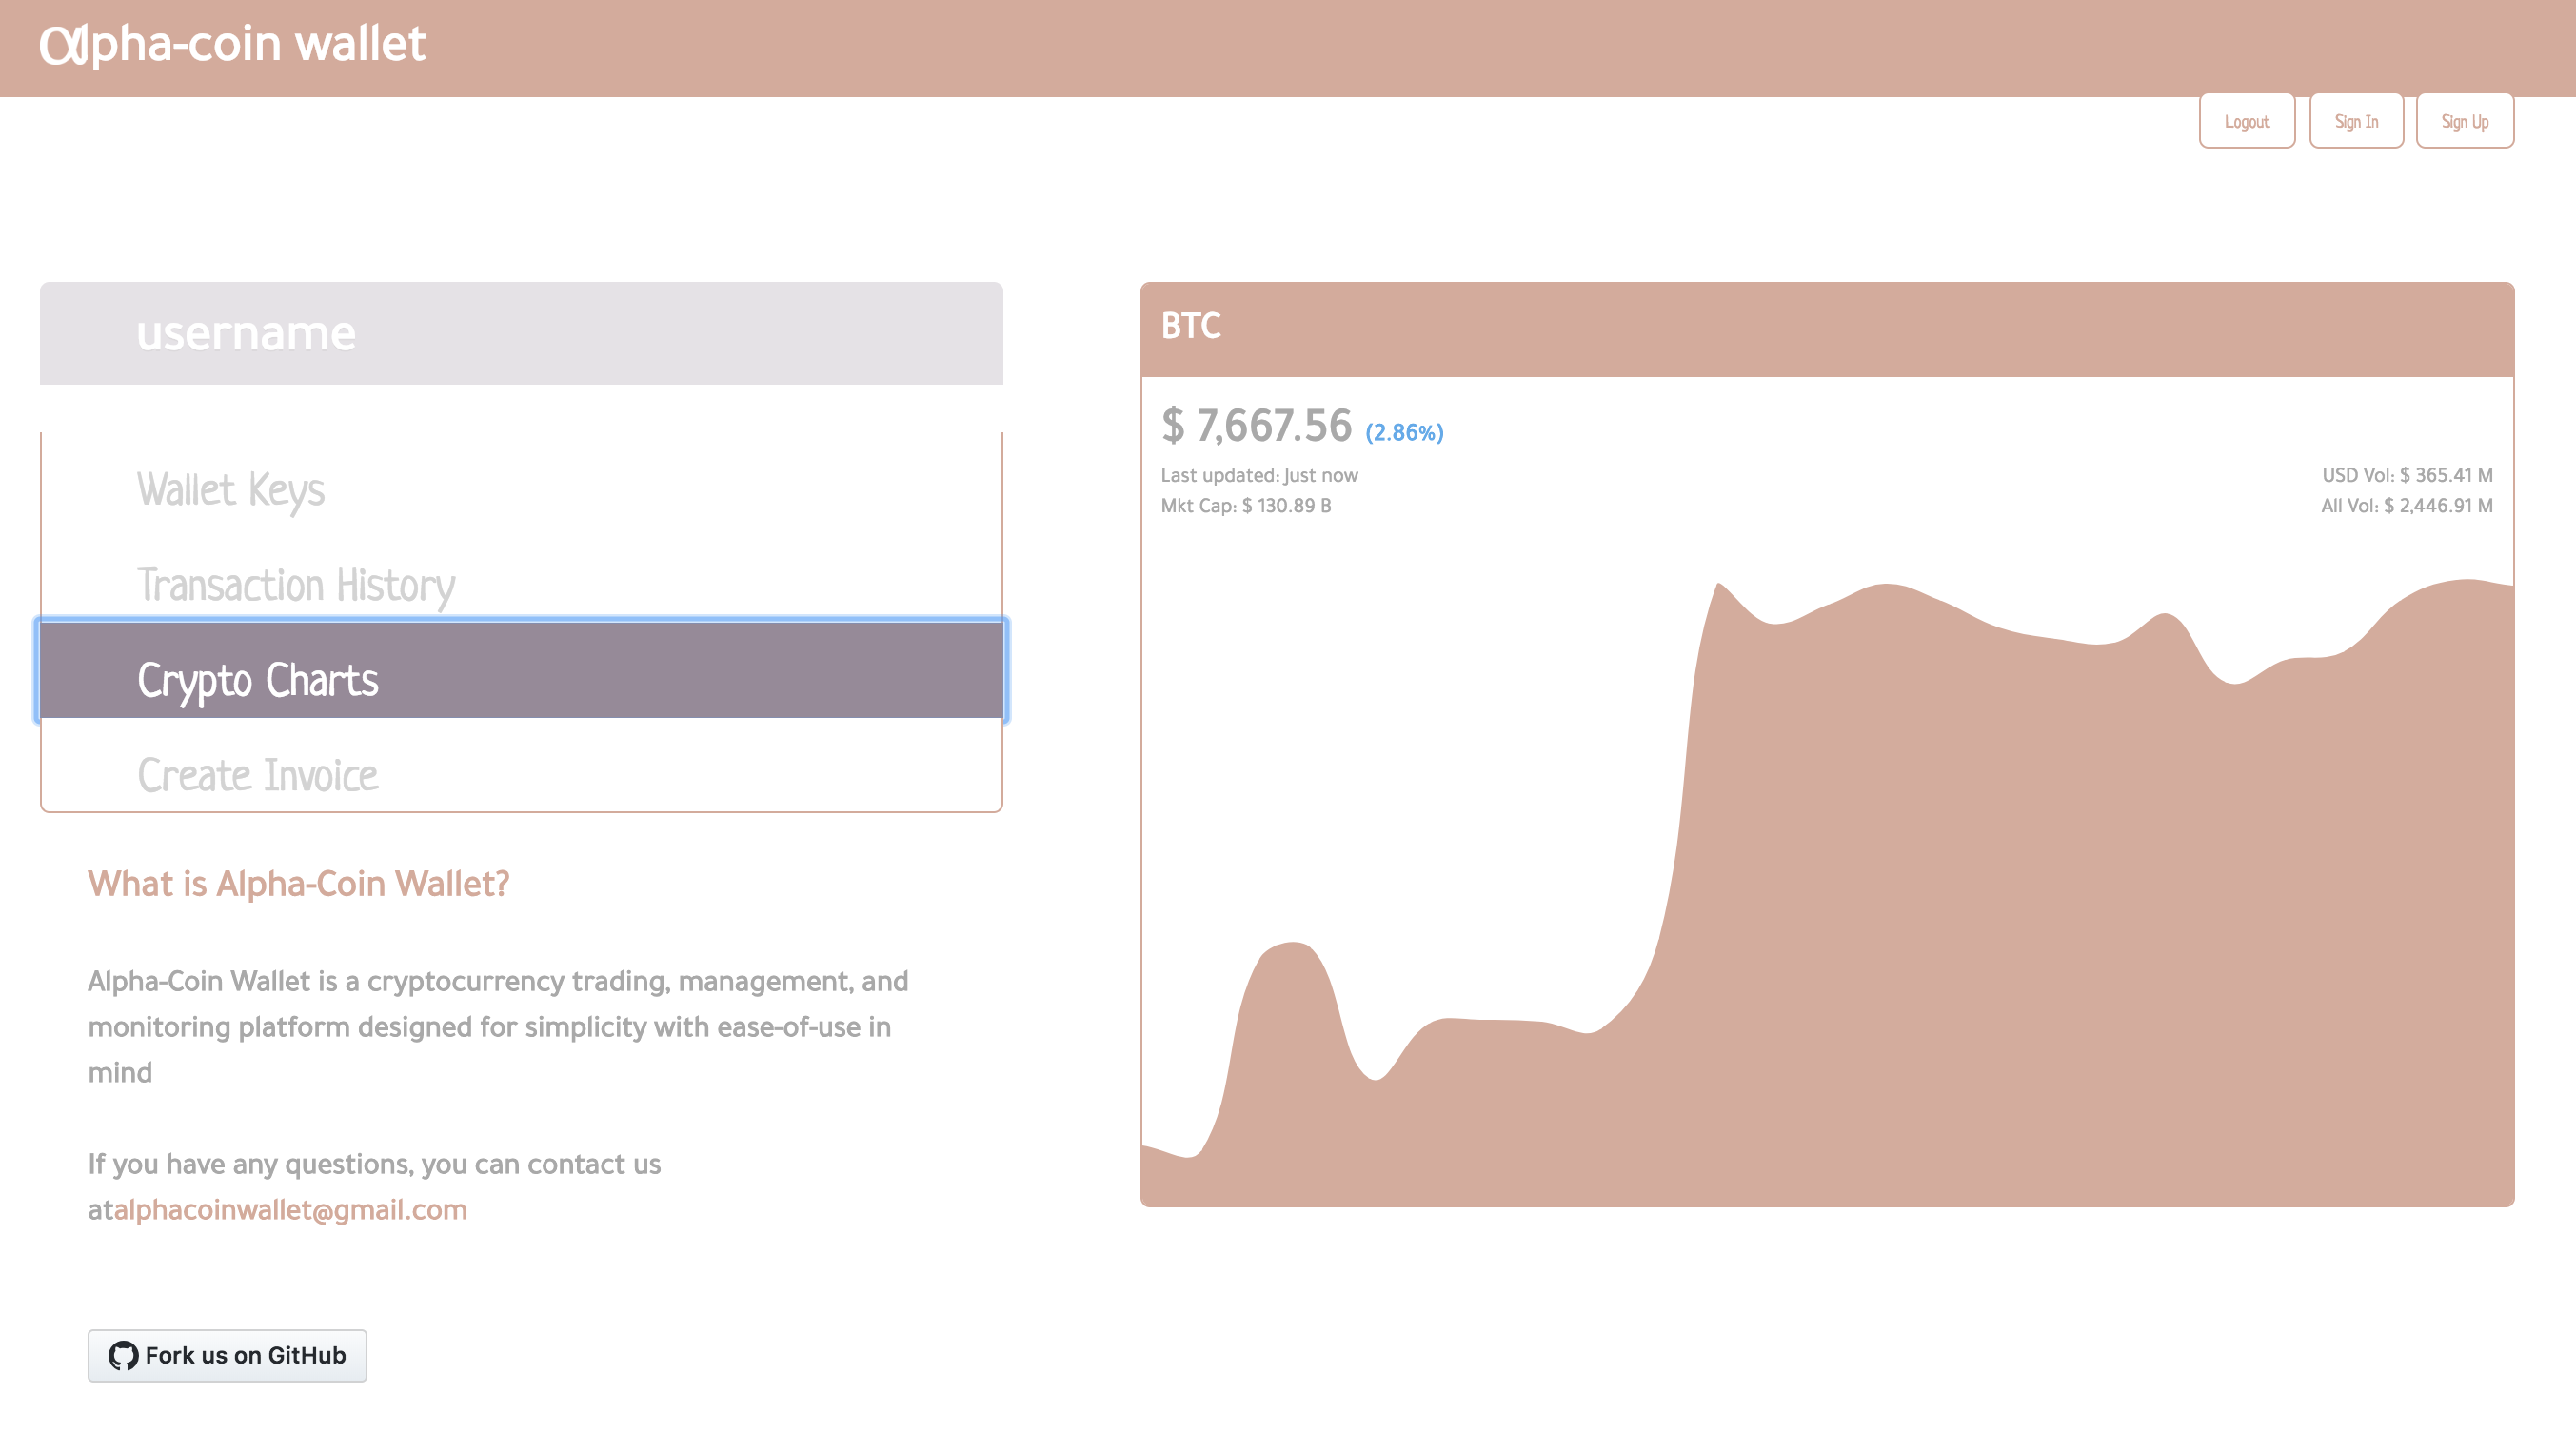 αlpha-coin wallet
Logout
Sign In
Sign Up
username
Wallet Keys
Transaction History
Crypto Charts
Create Invoice
What is Alpha-Coin Wallet?
Alpha-Coin Wallet is a cryptocurrency trading, management, and
monitoring platform designed for simplicity with ease-of-use in
mind
If you have any questions, you can contact us
atalphacoinwallet@gmail.com
Fork us on GitHub
BTC
$ 7,667.56 (2.86%)
Last updated: Just now
USD Vol: $ 365.41 M
Mkt Cap: $ 130.89 B
All Vol: $ 2,446.91 M